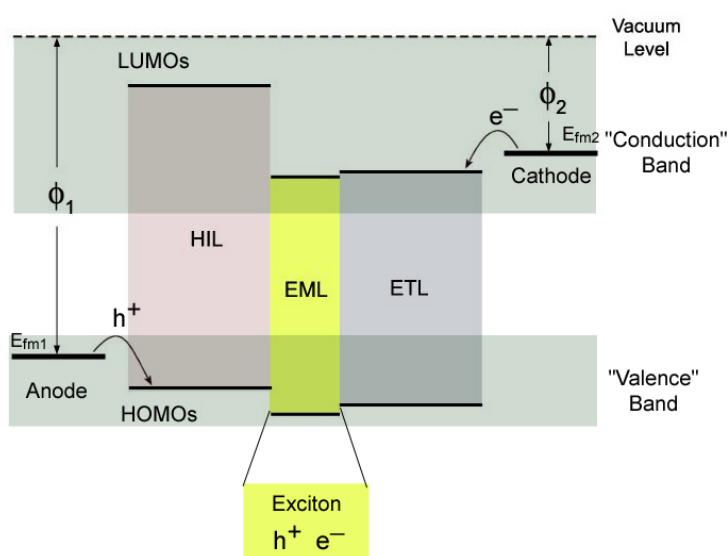 Vacuum
Level
LUMOs
ϕ2
e−
Efm2
"Conduction"
Band
Cathode
ϕ1
HIL
EML
ETL
h+
Efm1
Anode
HOMOs
"Valence"
Band
Exciton
h+ e−